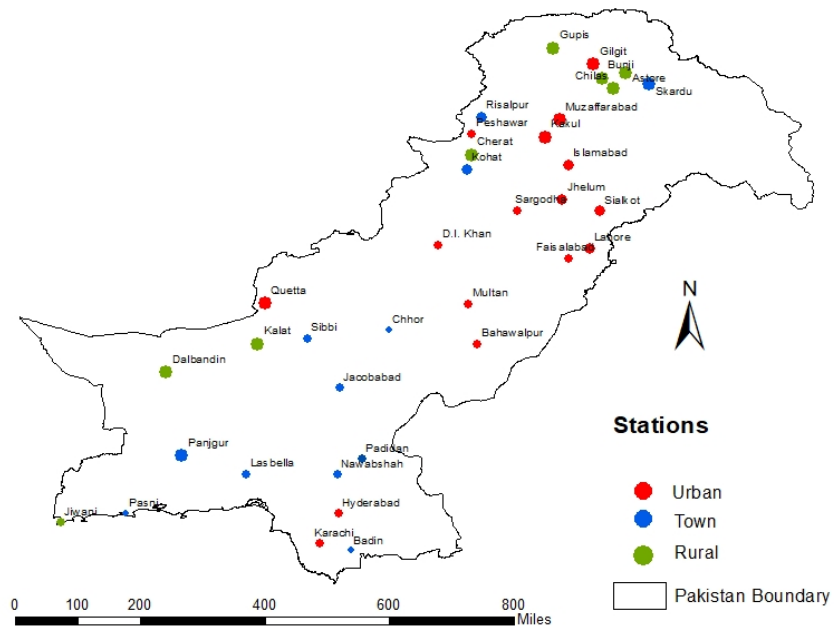 Gupis
Gilgit
Bunji
Chilas
Astore
Skardu
Risalpur
Muzaffarabad
Peshawar
Kakul
Cherat
Kohat
Islamabad
Jhelum
Sargodha
Sialkot
D.I. Khan
Faisalabad
Lahore
Quetta
Multan
Chhor
Sibbi
Kalat
Bahawalpur
N
Dalbandin
Jacobabad
Stations
Panjgur
Padidan
Lasbella
Nawabshah
Urban
Pasni
Hyderabad
Jiwani
Town
Karachi
Badin
Rural
Pakistan Boundary
0 100 200 400 600 800
Miles